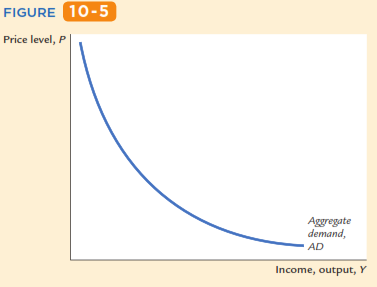 FIGURE 10-5
Price level, P
Aggregate
demand,
AD
Income, output, Y